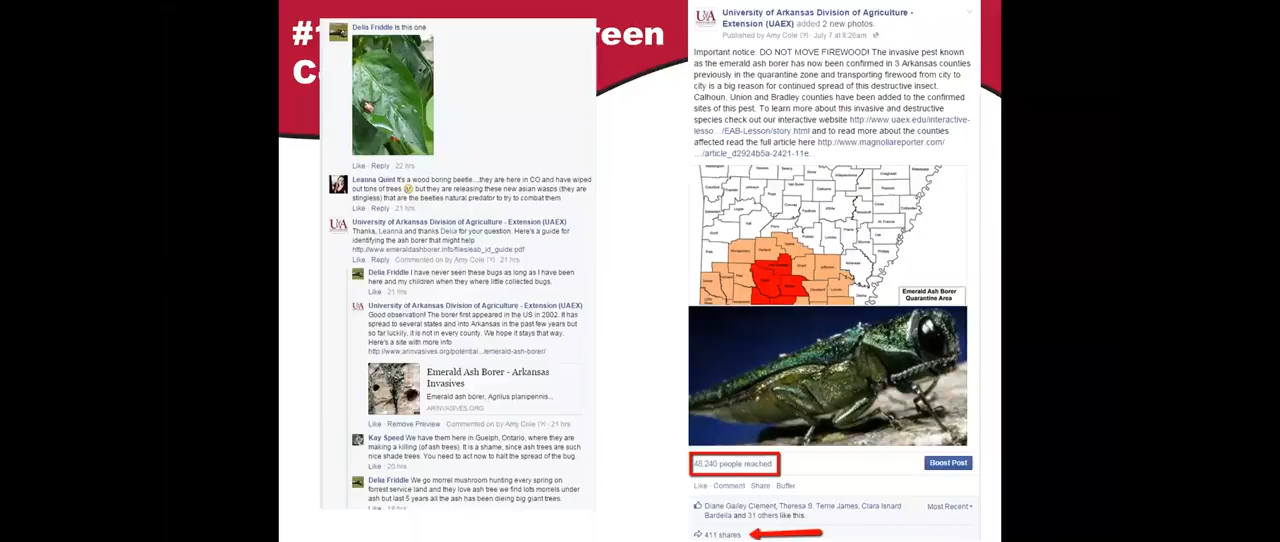 #1
reen
C
Delia Friddle is this one
Like · Reply · 22 hrs
Leanna Quint It's a wood boring beetle....they are here in CO and have wiped
out tons of trees but they are releasing these new asian wasps (they are
stingless) that are the beetles natural predator to try to combat them
Like · Reply · 21 hrs
University of Arkansas Division of Agriculture - Extension (UAEX)
Thanks, Leanna and thanks Delia for your question. Here's a guide for
identifying the ash borer that might help
http://www.emeraldashborer.info/files/eab_id_guide.pdf
Like · Reply · Commented on by Amy Cole [?] · 21 hrs
Delia Friddle I have never seen these bugs as long as I have been
here and my children when they where little collected bugs,
Like · 21 hrs
University of Arkansas Division of Agriculture - Extension (UAEX)
Good observation! The borer first appeared in the US in 2002. It has
spread to several states and into Arkansas in the past few years but
so far luckily, it is not in every county. We hope it stays that way.
Here's a site with more info
http://www.arinvasives.org/potential.../emerald-ash-borer/
Emerald Ash Borer - Arkansas
Invasives
Emerald ash borer, Agrilus planipennis...
ARINVASIVES.ORG
Like · Remove Preview · Commented on by Amy Cole [?] · 21 hrs
Kay Speed We have them here in Guelph, Ontario, where they are
making a killing (of ash trees). It is a shame, since ash trees are such
nice shade trees. You need to act now to halt the spread of the bug.
Like · 20 hrs
Delia Friddle We go morrel mushroom hunting every spring on
forrest service land and they love ash tree we find lots morrels under
ash but last 5 years all the ash has been dieing big giant trees.
Like · 18 hrs
University of Arkansas Division of Agriculture -
Extension (UAEX) added 2 new photos.
Published by Amy Cole [?] · July 7 at 8:26am ·
Important notice: DO NOT MOVE FIREWOOD! The invasive pest known
as the emerald ash borer has now been confirmed in 3 Arkansas counties
previously in the quarantine zone and transporting firewood from city to
city is a big reason for continued spread of this destructive insect.
Calhoun, Union and Bradley counties have been added to the confirmed
sites of this pest. To learn more about this invasive and destructive
species check out our interactive website http://www.uaex.edu/interactive-
lesso.../EAB-Lesson/story.html and to read more about the counties
affected read the full article here http://www.magnoliareporter.com/
.../article_d2924b5a-2421-11e...
Emerald Ash Borer
Quarantine Area
48,240 people reached
Boost Post
Like · Comment · Share · Buffer
Diane Gailey Clement, Theresa S. Terrie James, Clara Isnard
Bardella and 31 others like this.
Most Recent
411 shares